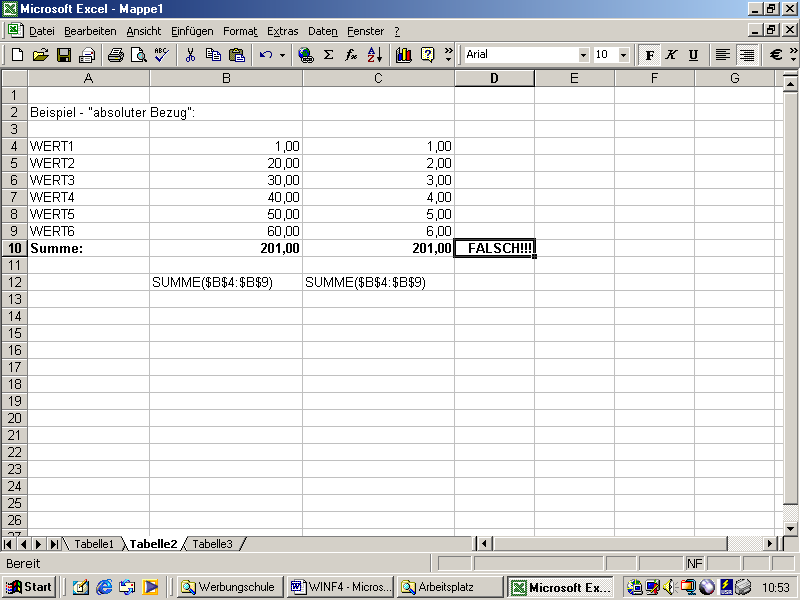 Microsoft Excel - Mappe1
Datei Bearbeiten Ansicht Einfügen Format Extras Daten Fenster ?
ABC Σ fx A Z ? » Arial 10 F K U € »
A B C D E F G
1
2 Beispiel - "absoluter Bezug":
3
4 WERT1 1,00 1,00
5 WERT2 20,00 2,00
6 WERT3 30,00 3,00
7 WERT4 40,00 4,00
8 WERT5 50,00 5,00
9 WERT6 60,00 6,00
10 Summe: 201,00 201,00 FALSCH!!!
11
12 SUMME($B$4:$B$9) SUMME($B$4:$B$9)
13
14
15
16
17
18
19
20
21
22
23
24
25
26
27
Tabelle1 Tabelle2 Tabelle3
Bereit NF
Start Werbungschule WINF4 - Micros... Arbeitsplatz Microsoft Ex... 10:53